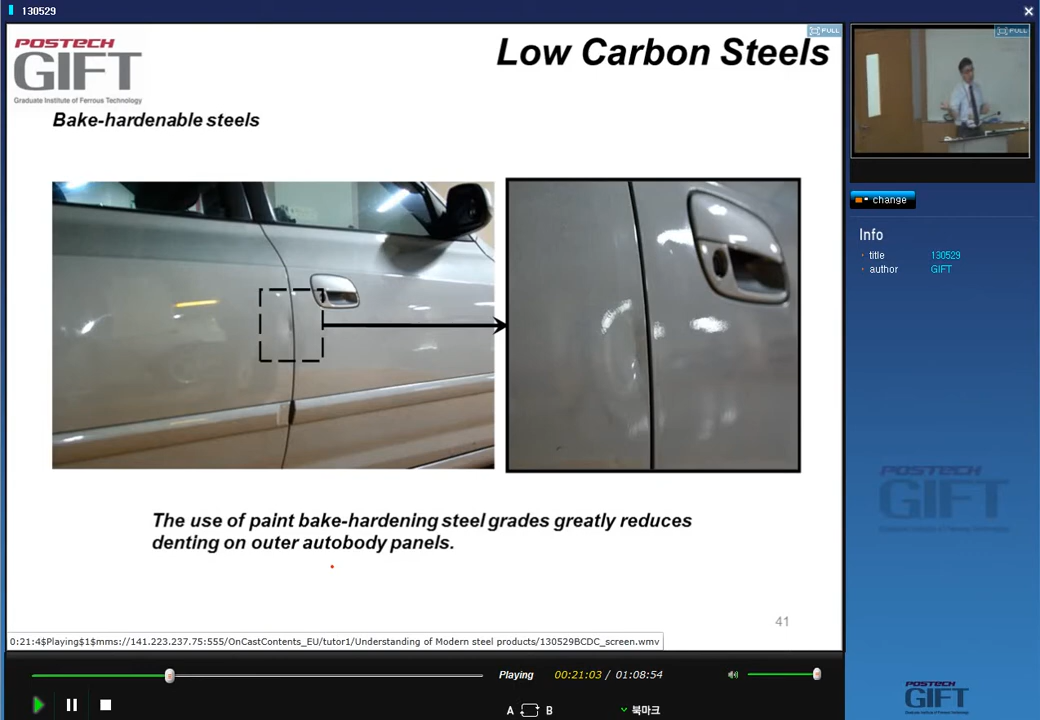 130529
FULL
FULL
POSTECH
GIFT
Graduate Institute of Ferrous Technology
Low Carbon Steels
Bake-hardenable steels
The use of paint bake-hardening steel grades greatly reduces
denting on outer autobody panels.
41
0:21:4$Playing$1$mms://141.223.237.75:555/OnCastContents_EU/tutor1/Understanding of Modern steel products/130529BCDC_screen.wmv
Playing
00:21:03 / 01:08:54
A B
북마크
change
Info
title 130529
author GIFT
POSTECH
GIFT
POSTECH
GIFT